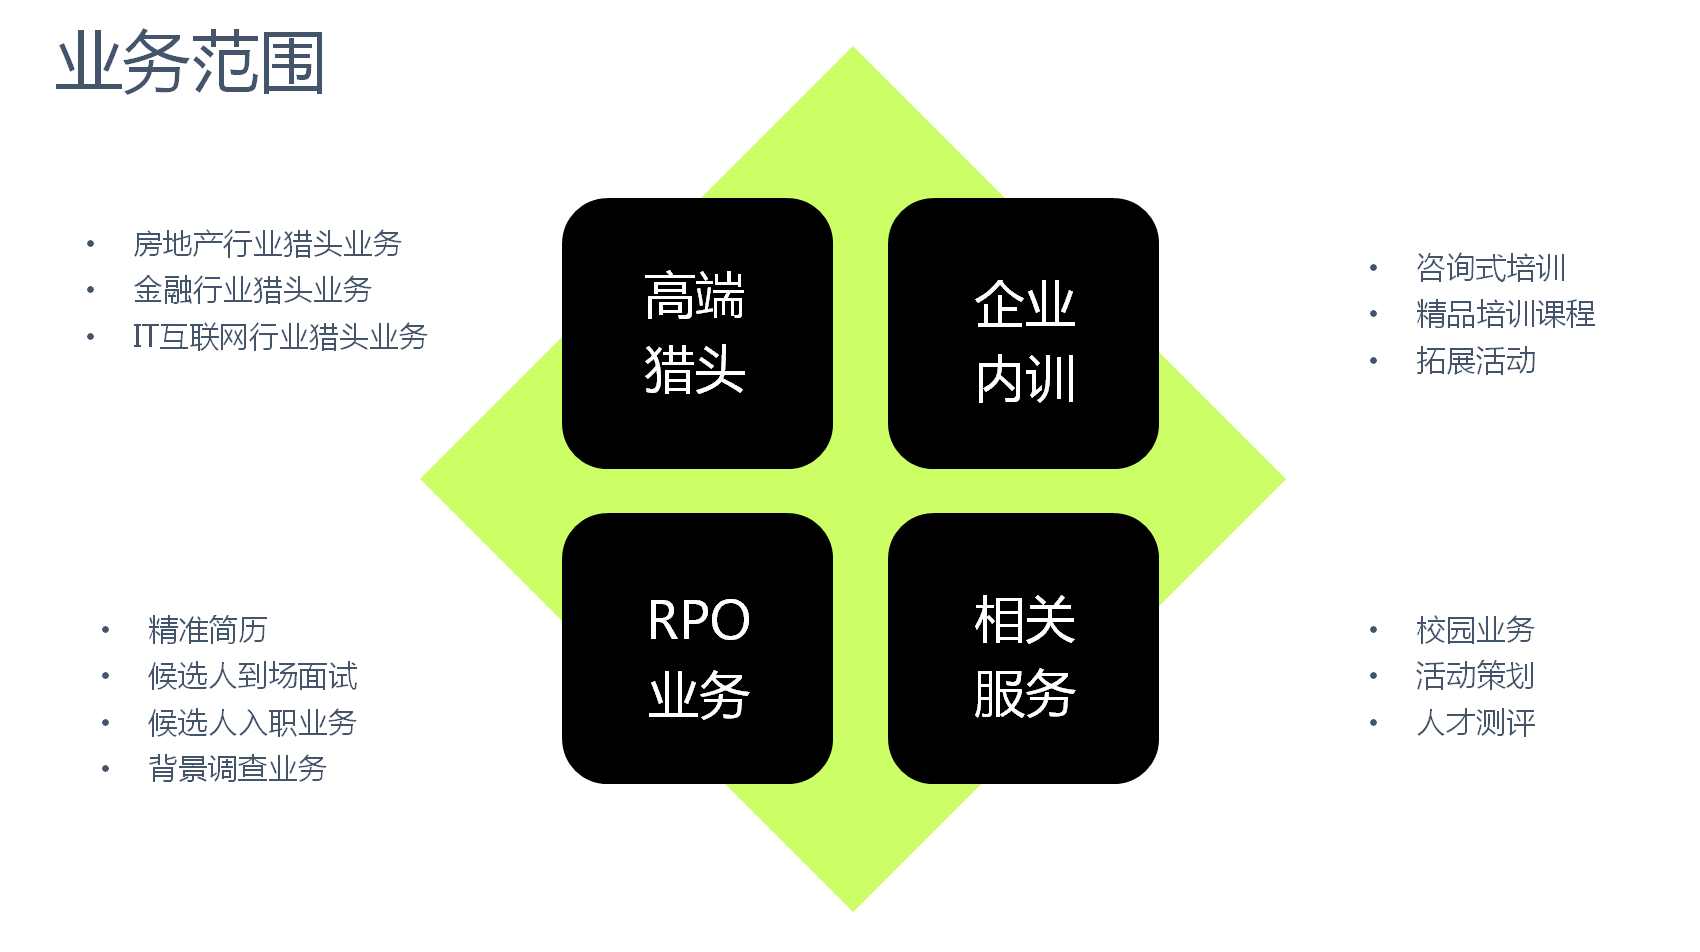 业务范围
• 房地产行业猎头业务
• 金融行业猎头业务
• IT互联网行业猎头业务
高端
猎头
企业
内训
• 咨询式培训
• 精品培训课程
• 拓展活动
• 精准简历
• 候选人到场面试
• 候选人入职业务
• 背景调查业务
RPO
业务
相关
服务
• 校园业务
• 活动策划
• 人才测评